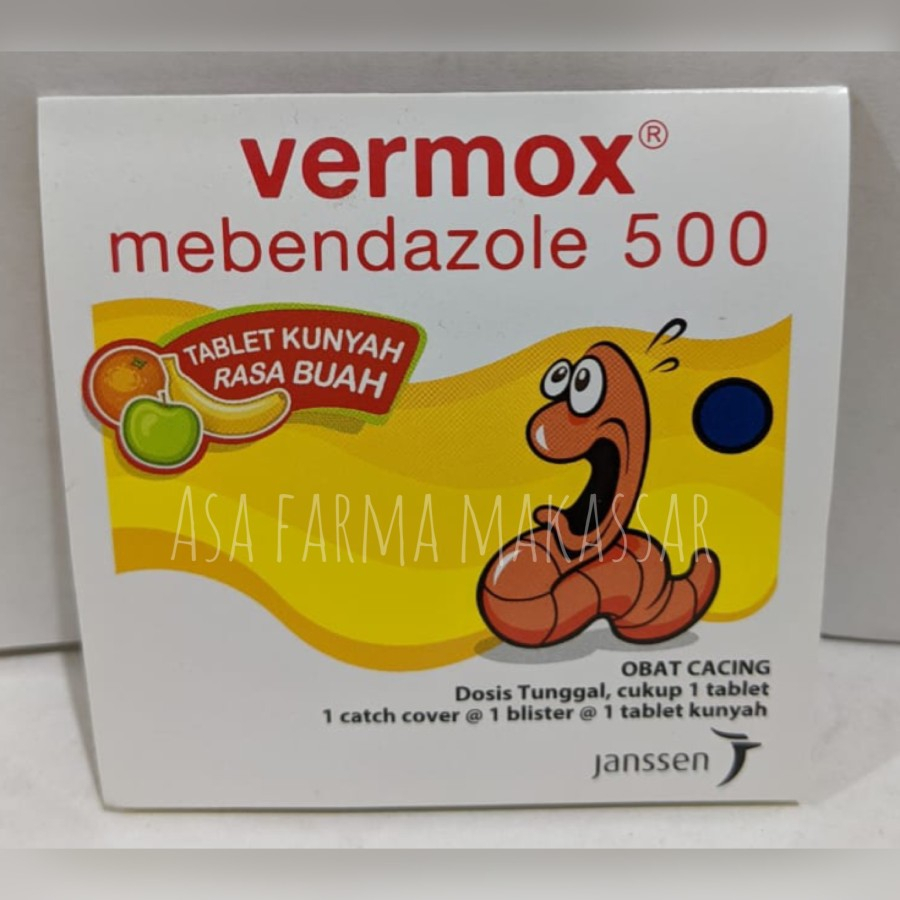 vermox®
mebendazole 500
TABLET KUNYAH
RASA BUAH
ASA FARMA MAKASSAR
OBAT CACING
Dosis Tunggal, cukup 1 tablet
1 catch cover @ 1 blister @ 1 tablet kunyah
janssen